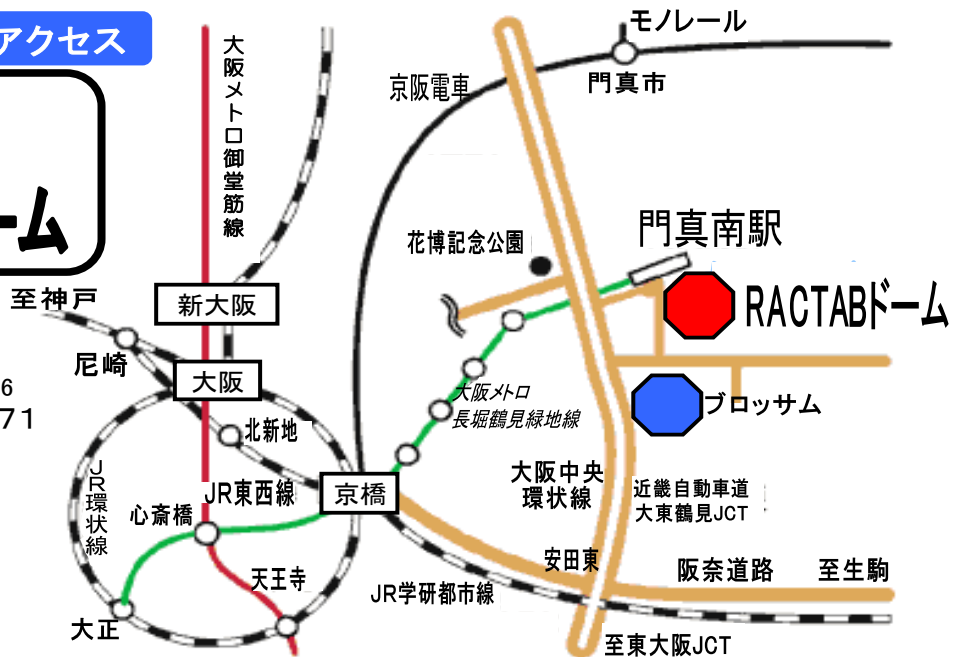 アクセス
モノレール
門真市
京阪電車
大阪メトロ御堂筋線
ーム
花博記念公園
門真南駅
至神戸
新大阪
RACTABドーム
尼崎
大阪
6
71
大阪メトロ
長堀鶴見緑地線
ブロッサム
北新地
JR環状線
JR東西線
京橋
大阪中央
環状線
近畿自動車道
大東鶴見JCT
心斎橋
安田東
天王寺
阪奈道路
至生駒
JR学研都市線
大正
至東大阪JCT